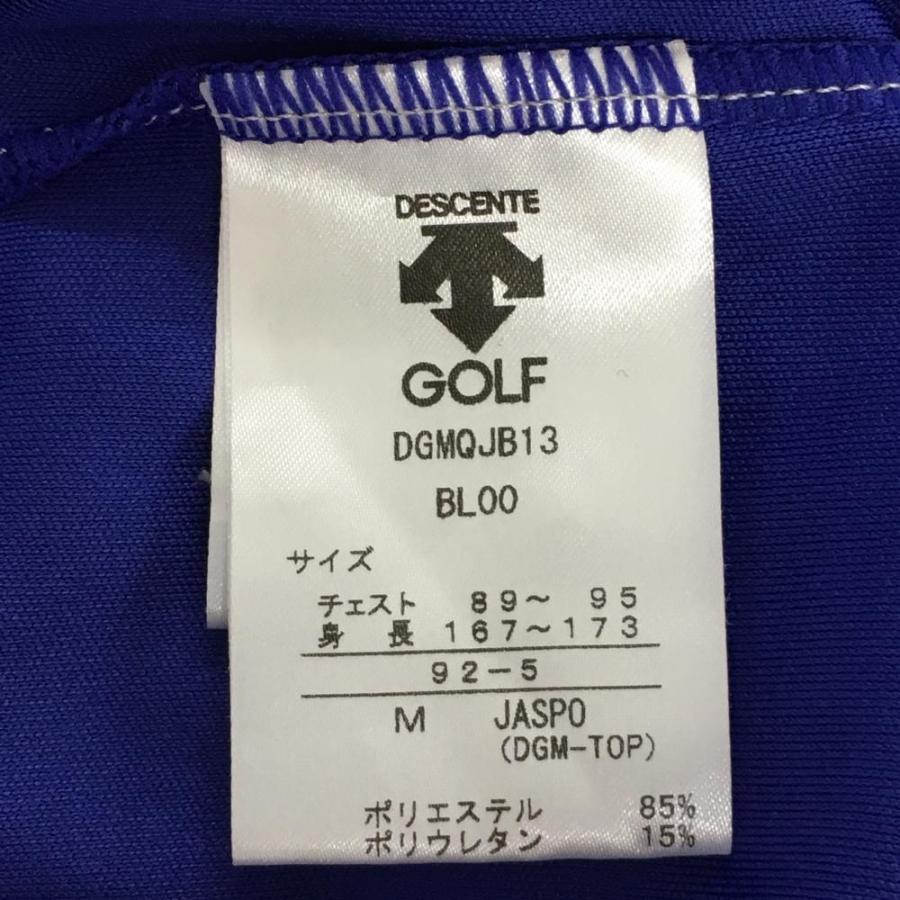 DESCENTE
GOLF
DGMQJB13
BL00
サイズ
チェスト 89～ 95
身 長 167～173
92-5
M JASPO
(DGM-TOP)
ポリエステル 85%
ポリウレタン 15%